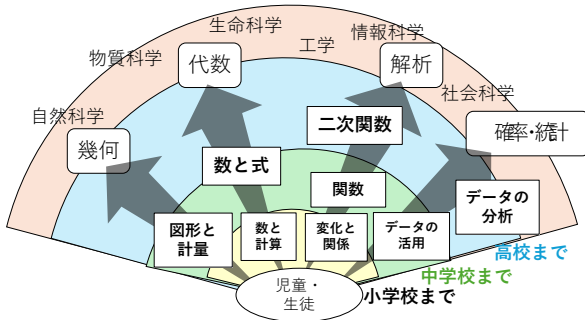 生命科学
情報科学
物質科学
工学
代数
解析
社会科学
自然科学
幾何
確率・統計
二次関数
数と式
関数
データの
分析
図形と
計量
数と
計算
変化と
関係
データの
活用
高校まで
中学校まで
小学校まで
児童・
生徒